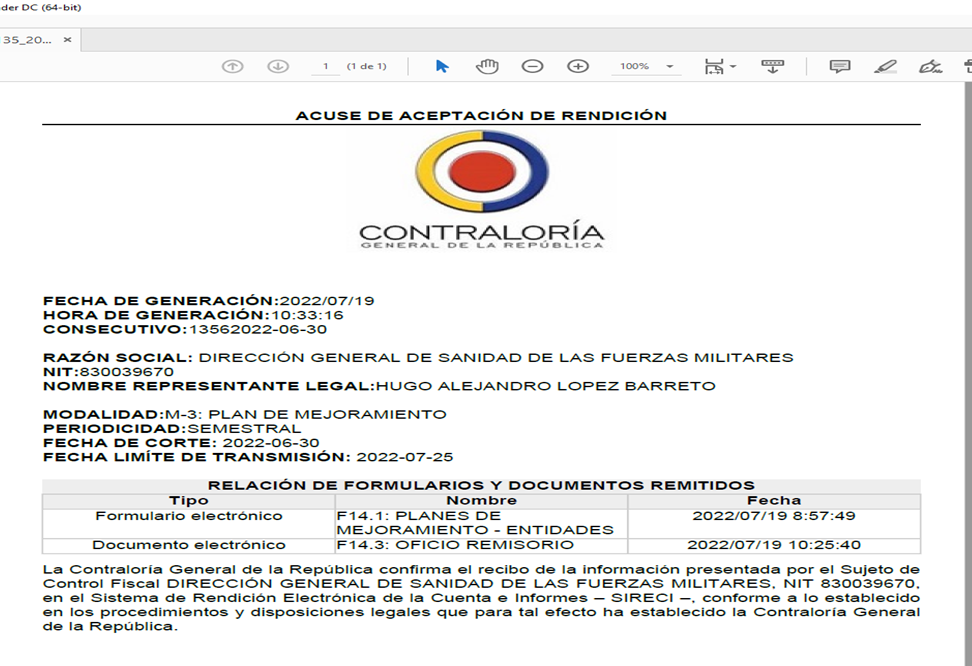 der DC (64-bit)
35_20... ×
1 (1 de 1) 100%
ACUSE DE ACEPTACIÓN DE RENDICIÓN
CONTRALORÍA
GENERAL DE LA REPÚBLICA
FECHA DE GENERACIÓN:2022/07/19
HORA DE GENERACIÓN:10:33:16
CONSECUTIVO:13562022-06-30
RAZÓN SOCIAL: DIRECCIÓN GENERAL DE SANIDAD DE LAS FUERZAS MILITARES
NIT:830039670
NOMBRE REPRESENTANTE LEGAL:HUGO ALEJANDRO LOPEZ BARRETO
MODALIDAD:M-3: PLAN DE MEJORAMIENTO
PERIODICIDAD:SEMESTRAL
FECHA DE CORTE: 2022-06-30
FECHA LIMÍTE DE TRANSMISIÓN: 2022-07-25
RELACIÓN DE FORMULARIOS Y DOCUMENTOS REMITIDOS
Tipo Nombre Fecha
Formulario electrónico F14.1: PLANES DE 2022/07/19 8:57:49
MEJORAMIENTO - ENTIDADES
Documento electrónico F14.3: OFICIO REMISORIO 2022/07/19 10:25:40
La Contraloría General de la República confirma el recibo de la información presentada por el Sujeto de
Control Fiscal DIRECCIÓN GENERAL DE SANIDAD DE LAS FUERZAS MILITARES, NIT 830039670,
en el Sistema de Rendición Electrónica de la Cuenta e Informes – SIRECI –, conforme a lo establecido
en los procedimientos y disposiciones legales que para tal efecto ha establecido la Contraloría General
de la República.